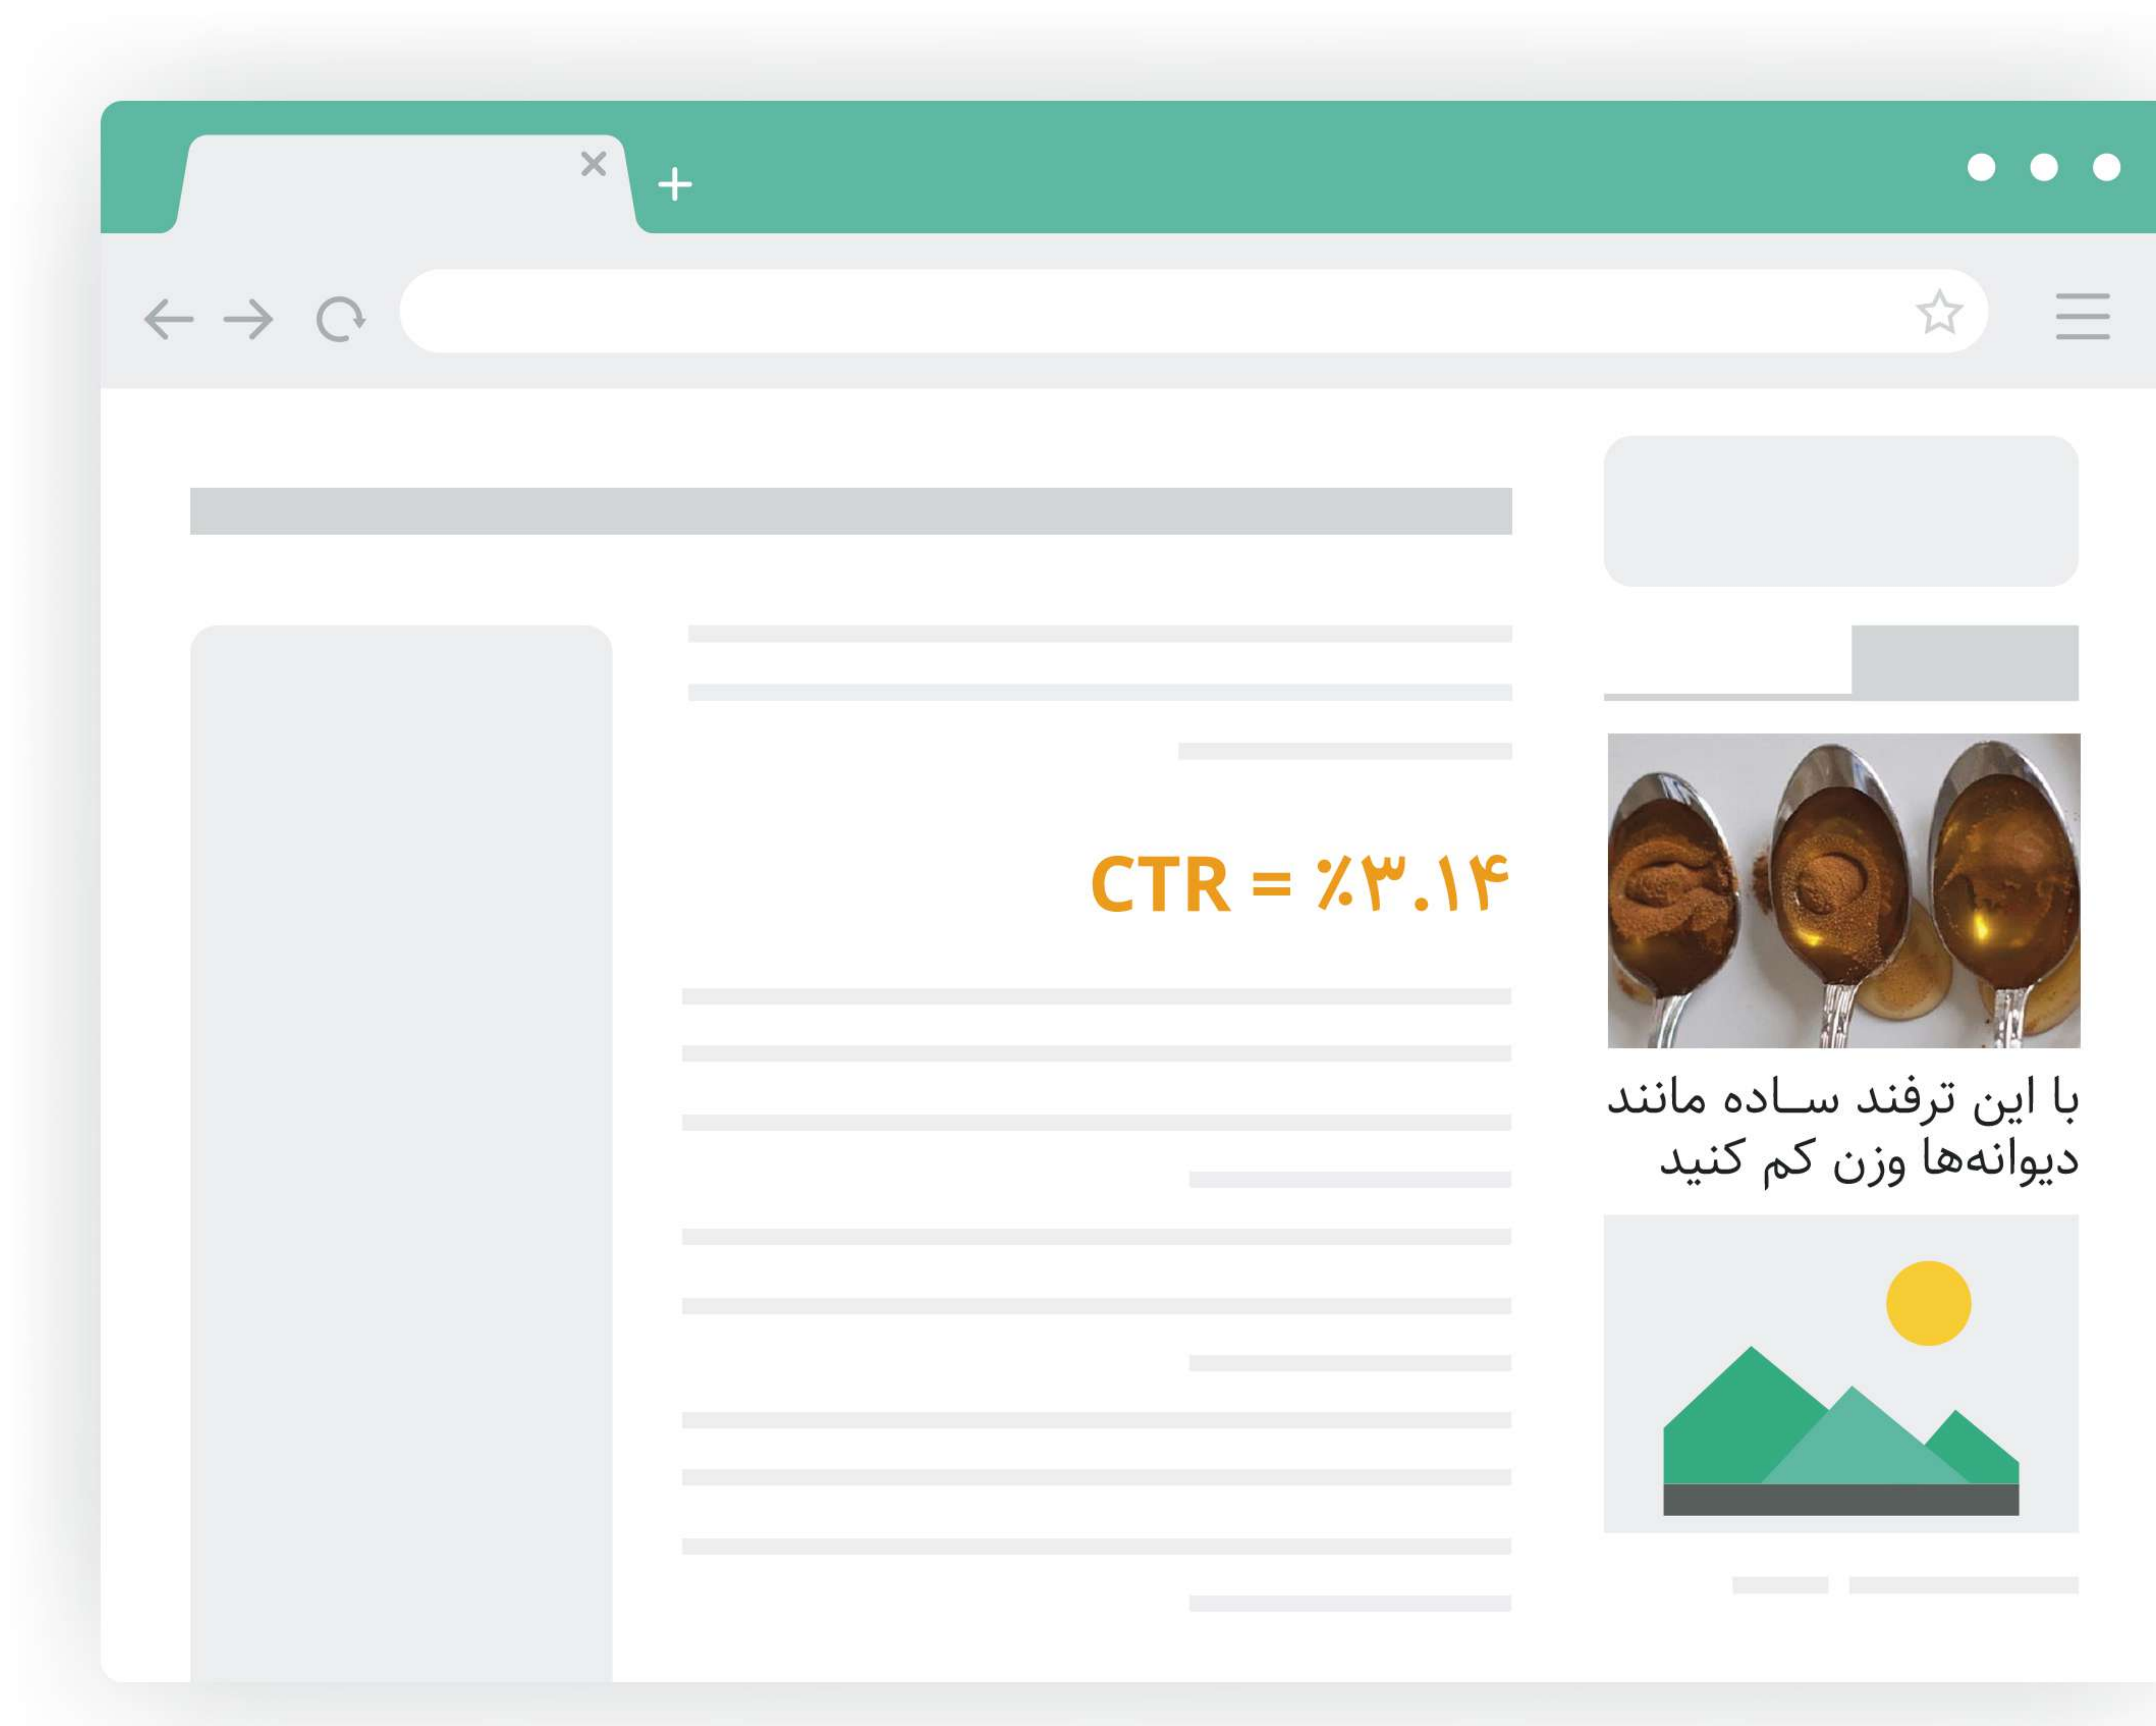 CTR = ٪۳.۱۴
با این ترفند ساده مانند
دیوانه‌ها وزن کم کنید